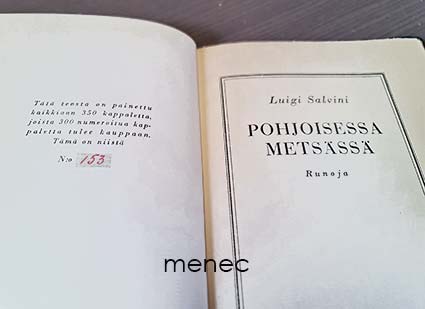 Tätä teosta on painettu
kaikkiaan 350 kappaletta,
joista 300 numeroitua kap-
paletta tulee kauppaan.
Tämä on niistä
N:o 153
Luigi Salvini
POHJOISESSA
METSÄSSÄ
Runoja
menec